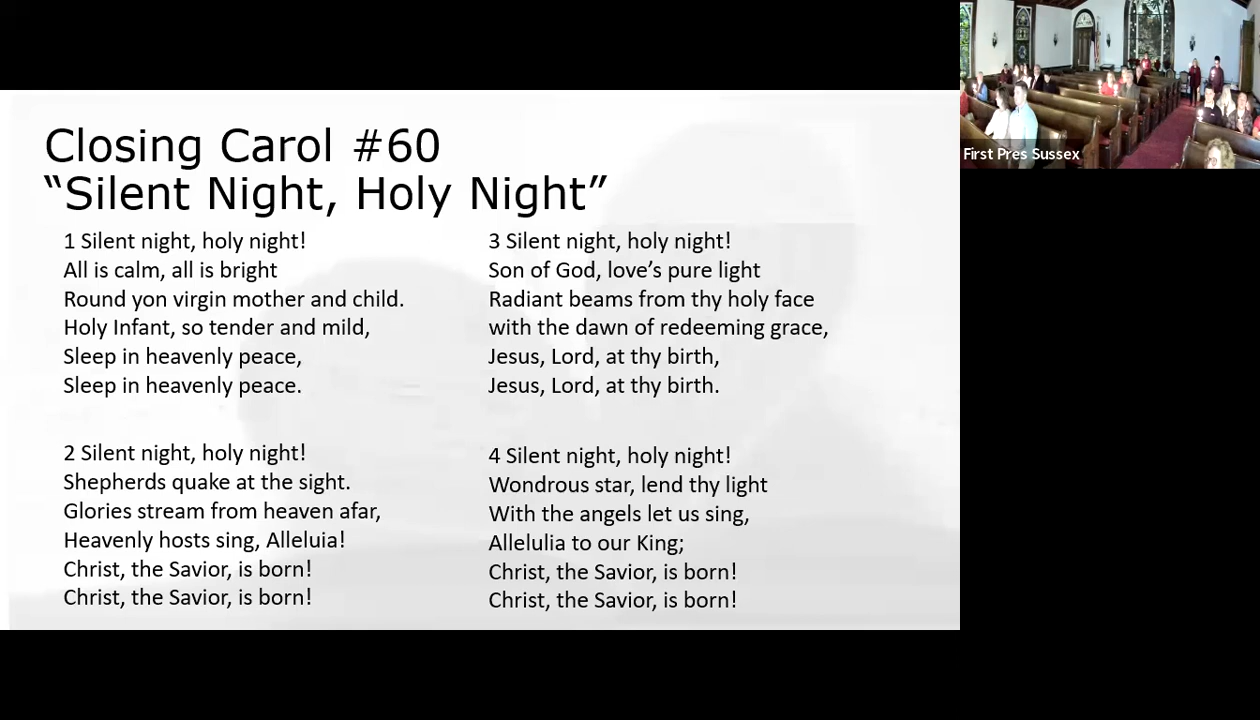 Closing Carol #60
“Silent Night, Holy Night”
1 Silent night, holy night!
All is calm, all is bright
Round yon virgin mother and child.
Holy Infant, so tender and mild,
Sleep in heavenly peace,
Sleep in heavenly peace.
2 Silent night, holy night!
Shepherds quake at the sight.
Glories stream from heaven afar,
Heavenly hosts sing, Alleluia!
Christ, the Savior, is born!
Christ, the Savior, is born!
3 Silent night, holy night!
Son of God, love’s pure light
Radiant beams from thy holy face
with the dawn of redeeming grace,
Jesus, Lord, at thy birth,
Jesus, Lord, at thy birth.
4 Silent night, holy night!
Wondrous star, lend thy light
With the angels let us sing,
Allelulia to our King;
Christ, the Savior, is born!
Christ, the Savior, is born!
First Pres Sussex